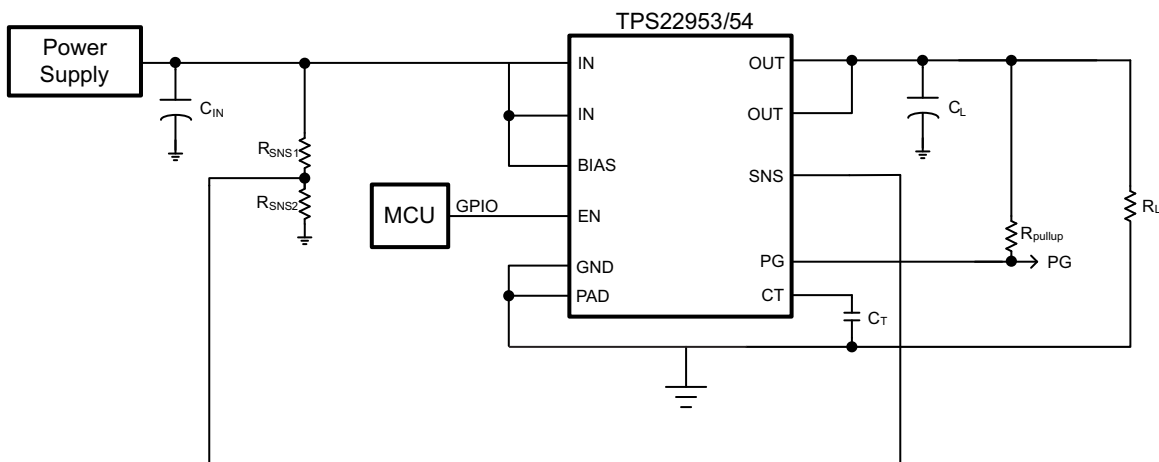 TPS22953/54
Power
Supply
IN
OUT
C_IN
IN
OUT
C_L
R_SNS1
BIAS
SNS
R_SNS2
MCU
GPIO
EN
R_L
R_pullup
GND
PG
PG
PAD
CT
C_T